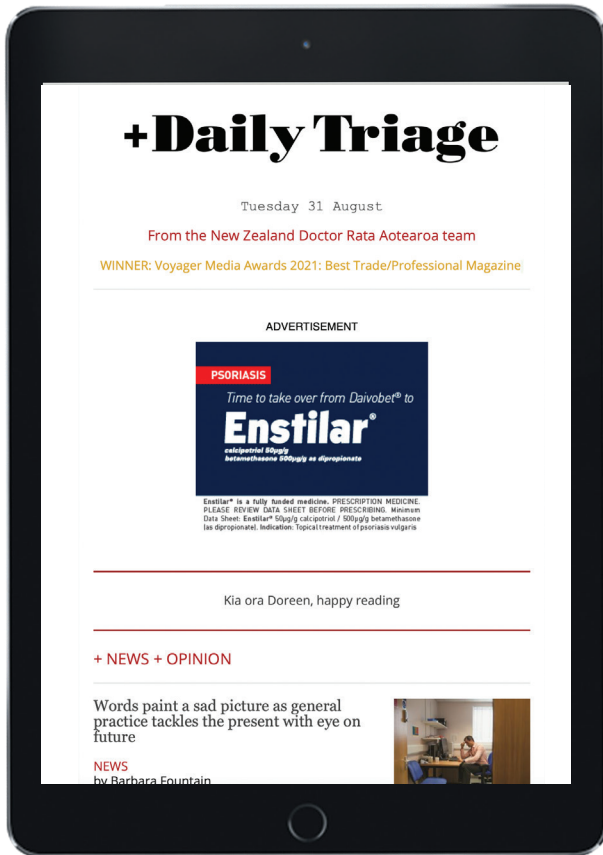 +Daily Triage
Tuesday 31 August
From the New Zealand Doctor Rata Aotearoa team
WINNER: Voyager Media Awards 2021: Best Trade/Professional Magazine
ADVERTISEMENT
PSORIASIS
Time to take over from Daivobet® to
Enstilar®
calcipotriol 50μg/g
betamethasone 500μg/g as dipropionate
Enstilar® is a fully funded medicine. PRESCRIPTION MEDICINE.
PLEASE REVIEW DATA SHEET BEFORE PRESCRIBING. Minimum
Data Sheet: Enstilar® 50μg/g calcipotriol / 500μg/g betamethasone
(as dipropionate). Indication: Topical treatment of psoriasis vulgaris
Kia ora Doreen, happy reading
+ NEWS + OPINION
Words paint a sad picture as general
practice tackles the present with eye on
future
NEWS
by Barbara Fountain